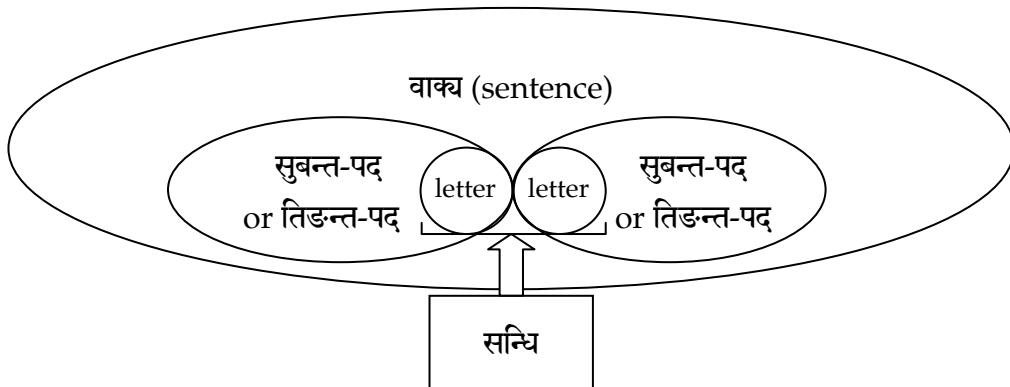 वाक्य (sentence)
सुबन्त-पद
or तिङन्त-पद
letter
letter
सुबन्त-पद
or तिङन्त-पद
सन्धि